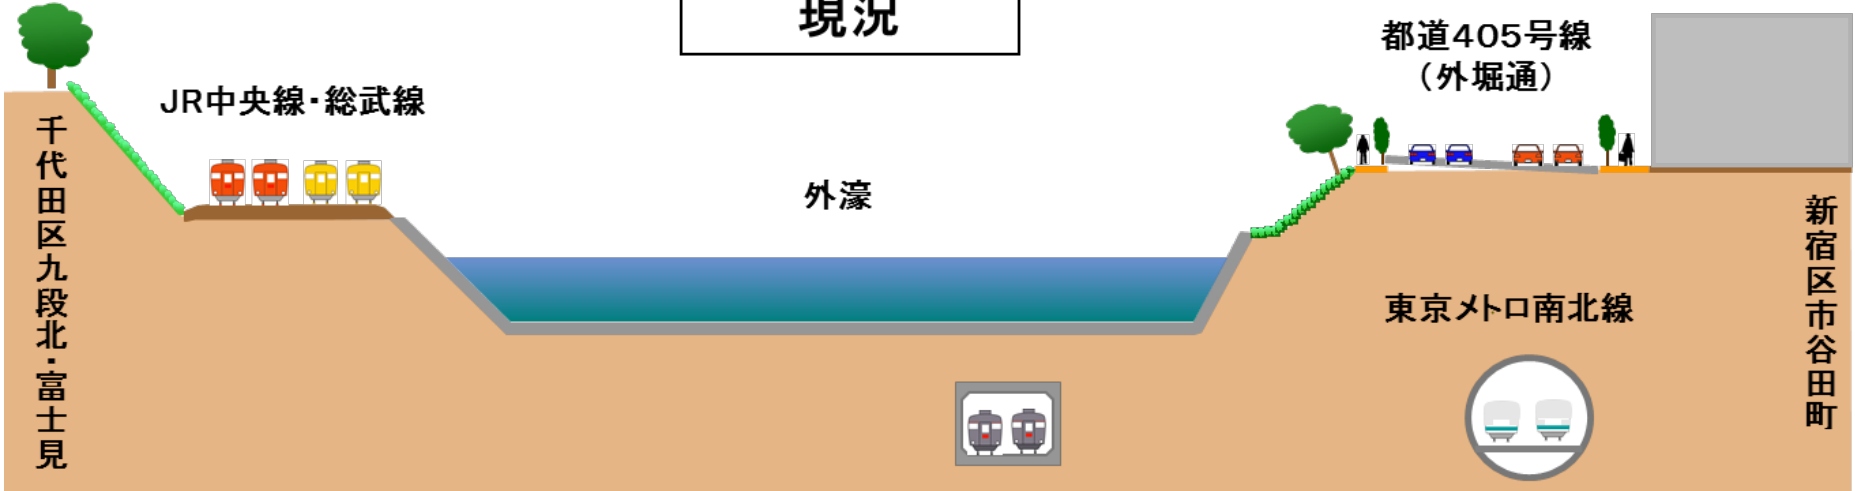 現況
都道405号線
（外堀通）
JR中央線・総武線
千代田区九段北・富士見
外濠
新宿区市谷田町
東京メトロ南北線